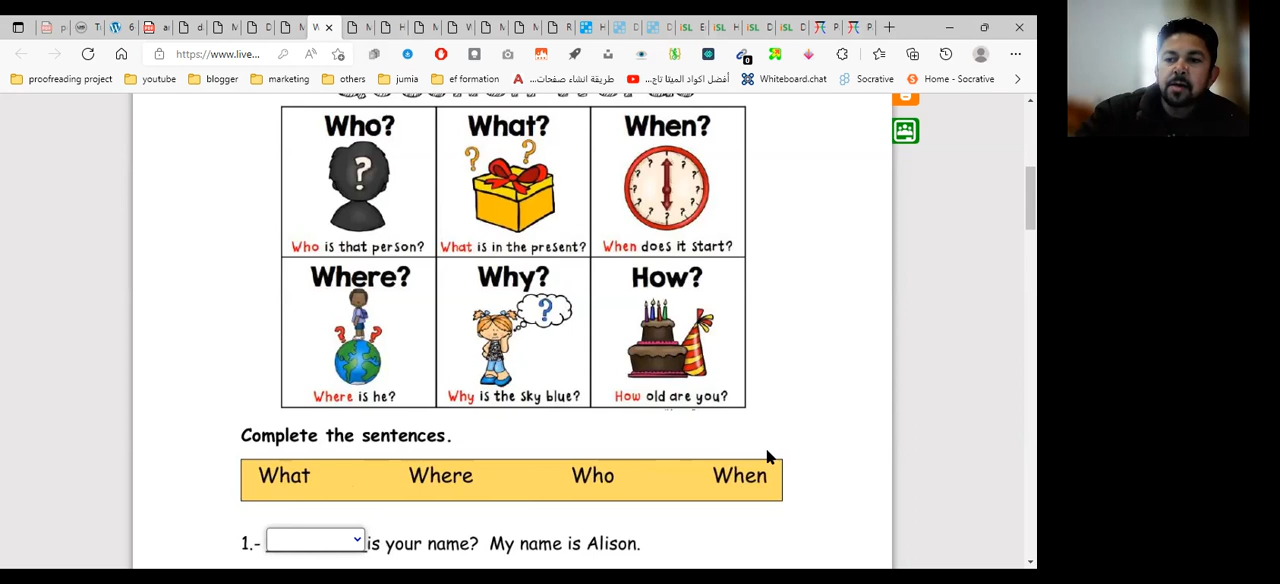 https://www.live...
proofreading project
youtube
blogger
marketing
others
jumia
ef formation
طريقة انشاء صفحات...
أفضل اكواد الميتا تاج...
Whiteboard.chat
Socrative
Home - Socrative
Who? What? When?
Who is that person? What is in the present? When does it start?
Where? Why? How?
Where is he? Why is the sky blue? How old are you?
Complete the sentences.
What Where Who When
1.- is your name? My name is Alison.